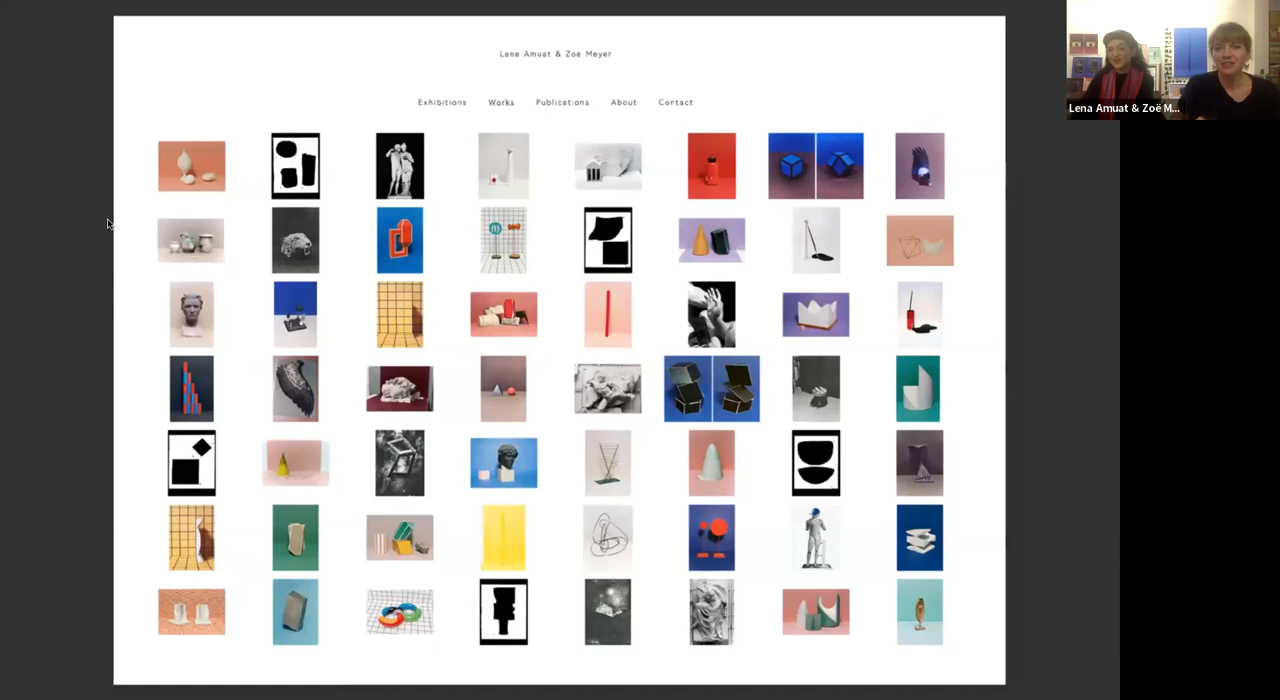 Lena Amuat & Zoë Meyer
Exhibitions Works Publications About Contact
Lena Amuat & Zoë M...